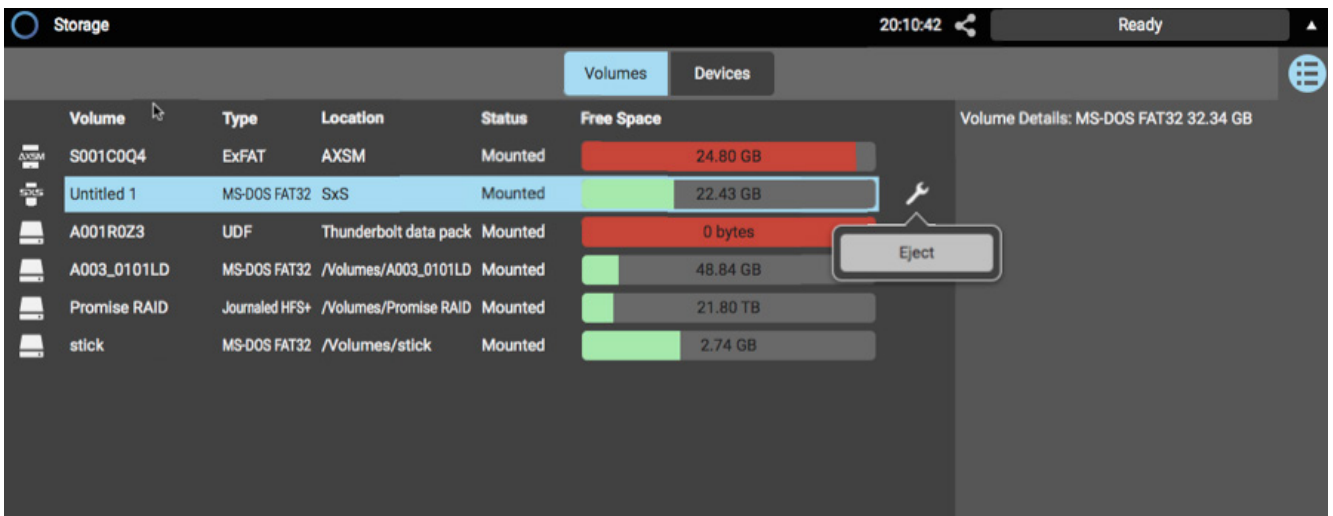 Storage 20:10:42 Ready
Volumes Devices
Volume Type Location Status Free Space Volume Details: MS-DOS FAT32 32.34 GB
AXSM S001C0Q4 ExFAT AXSM Mounted 24.80 GB
SXS Untitled 1 MS-DOS FAT32 SxS Mounted 22.43 GB
A001R0Z3 UDF Thunderbolt data pack Mounted 0 bytes
Eject
A003_0101LD MS-DOS FAT32 /Volumes/A003_0101LD Mounted 48.84 GB
Promise RAID Journaled HFS+ /Volumes/Promise RAID Mounted 21.80 TB
stick MS-DOS FAT32 /Volumes/stick Mounted 2.74 GB